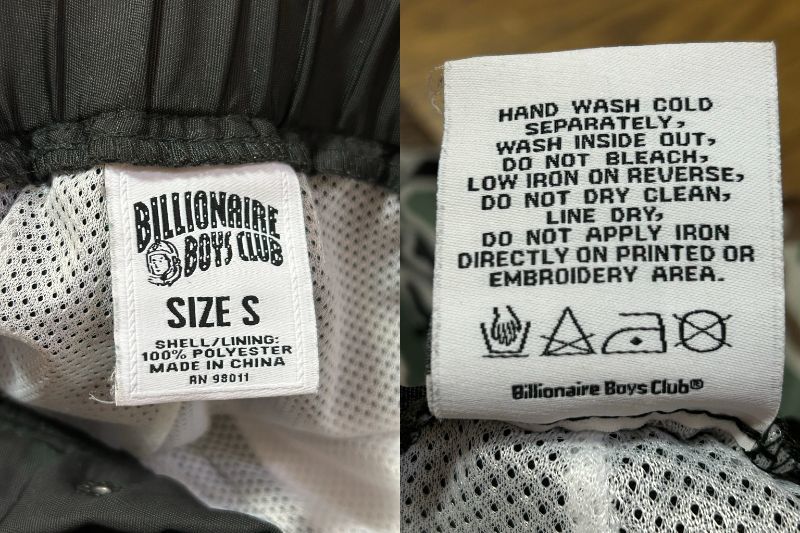 BILLIONAIRE
BOYS CLUB
SIZE S
SHELL/LINING:
100% POLYESTER
MADE IN CHINA
RN 98011
HAND WASH COLD
SEPARATELY,
WASH INSIDE OUT,
DO NOT BLEACH,
LOW IRON ON REVERSE,
DO NOT DRY CLEAN,
LINE DRY,
DO NOT APPLY IRON
DIRECTLY ON PRINTED OR
EMBROIDERY AREA.
Billionaire Boys Club®